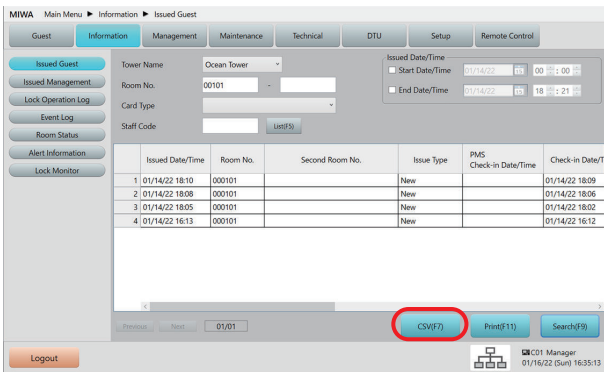 MIWA Main Menu ▶ Information ▶ Issued Guest
Guest Information Management Maintenance Technical DTU Setup Remote Control
Issued Guest
Issued Management
Lock Operation Log
Event Log
Room Status
Alert Information
Lock Monitor
Tower Name Ocean Tower
Room No. 00101 -
Card Type
Staff Code List(F5)
Issued Date/Time
Start Date/Time 01/14/22 15 00 : 00
End Date/Time 01/14/22 15 18 : 21
Issued Date/Time Room No. Second Room No. Issue Type PMS Check-in Date/Time Check-in Date/T
1 01/14/22 18:10 000101 New 01/14/22 18:09
2 01/14/22 18:08 000101 New 01/14/22 18:06
3 01/14/22 18:05 000101 New 01/14/22 18:02
4 01/14/22 16:13 000101 New 01/14/22 16:12
Previous Next 01/01 CSV(F7) Print(F11) Search(F9)
Logout
C01 Manager
01/16/22 (Sun) 16:35:13